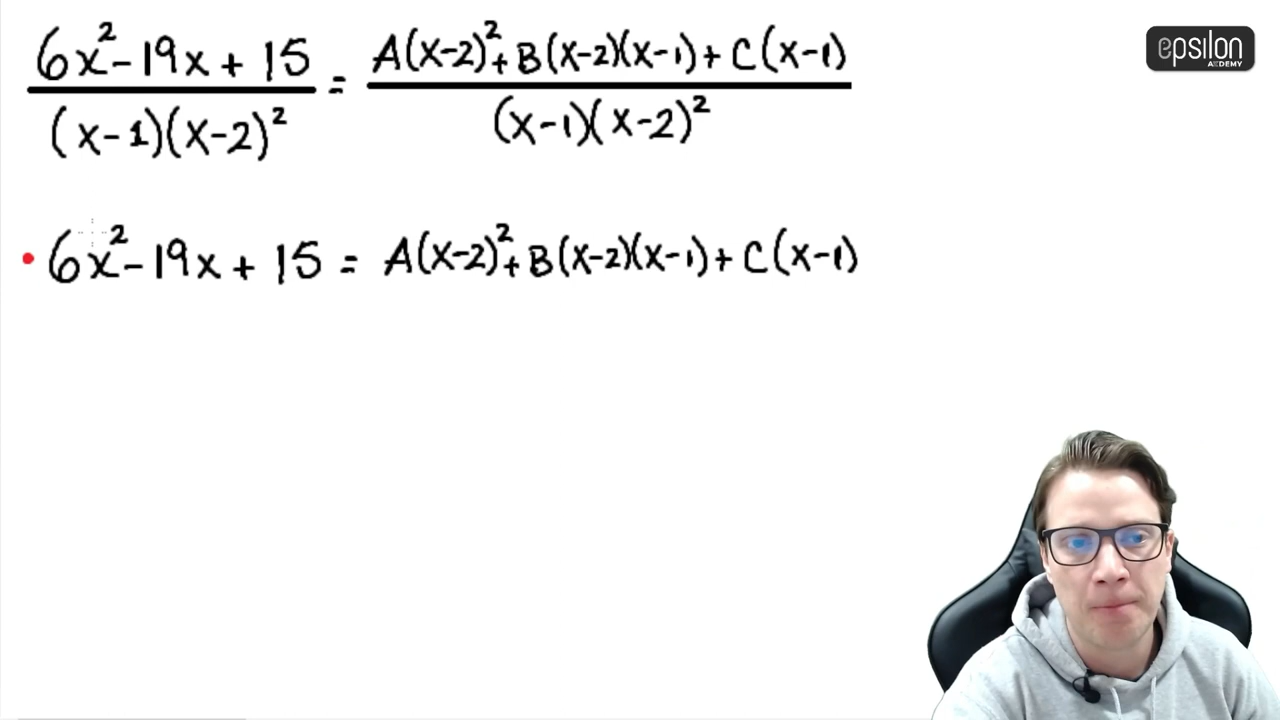 6x²-19x + 15 = A(x-2)²+B(x-2)(x-1)+C(x-1)
(x-1)(x-2)² (x-1)(x-2)²
epsilon
ACADEMY
• 6x²-19x + 15 = A(x-2)²+B(x-2)(x-1)+C(x-1)